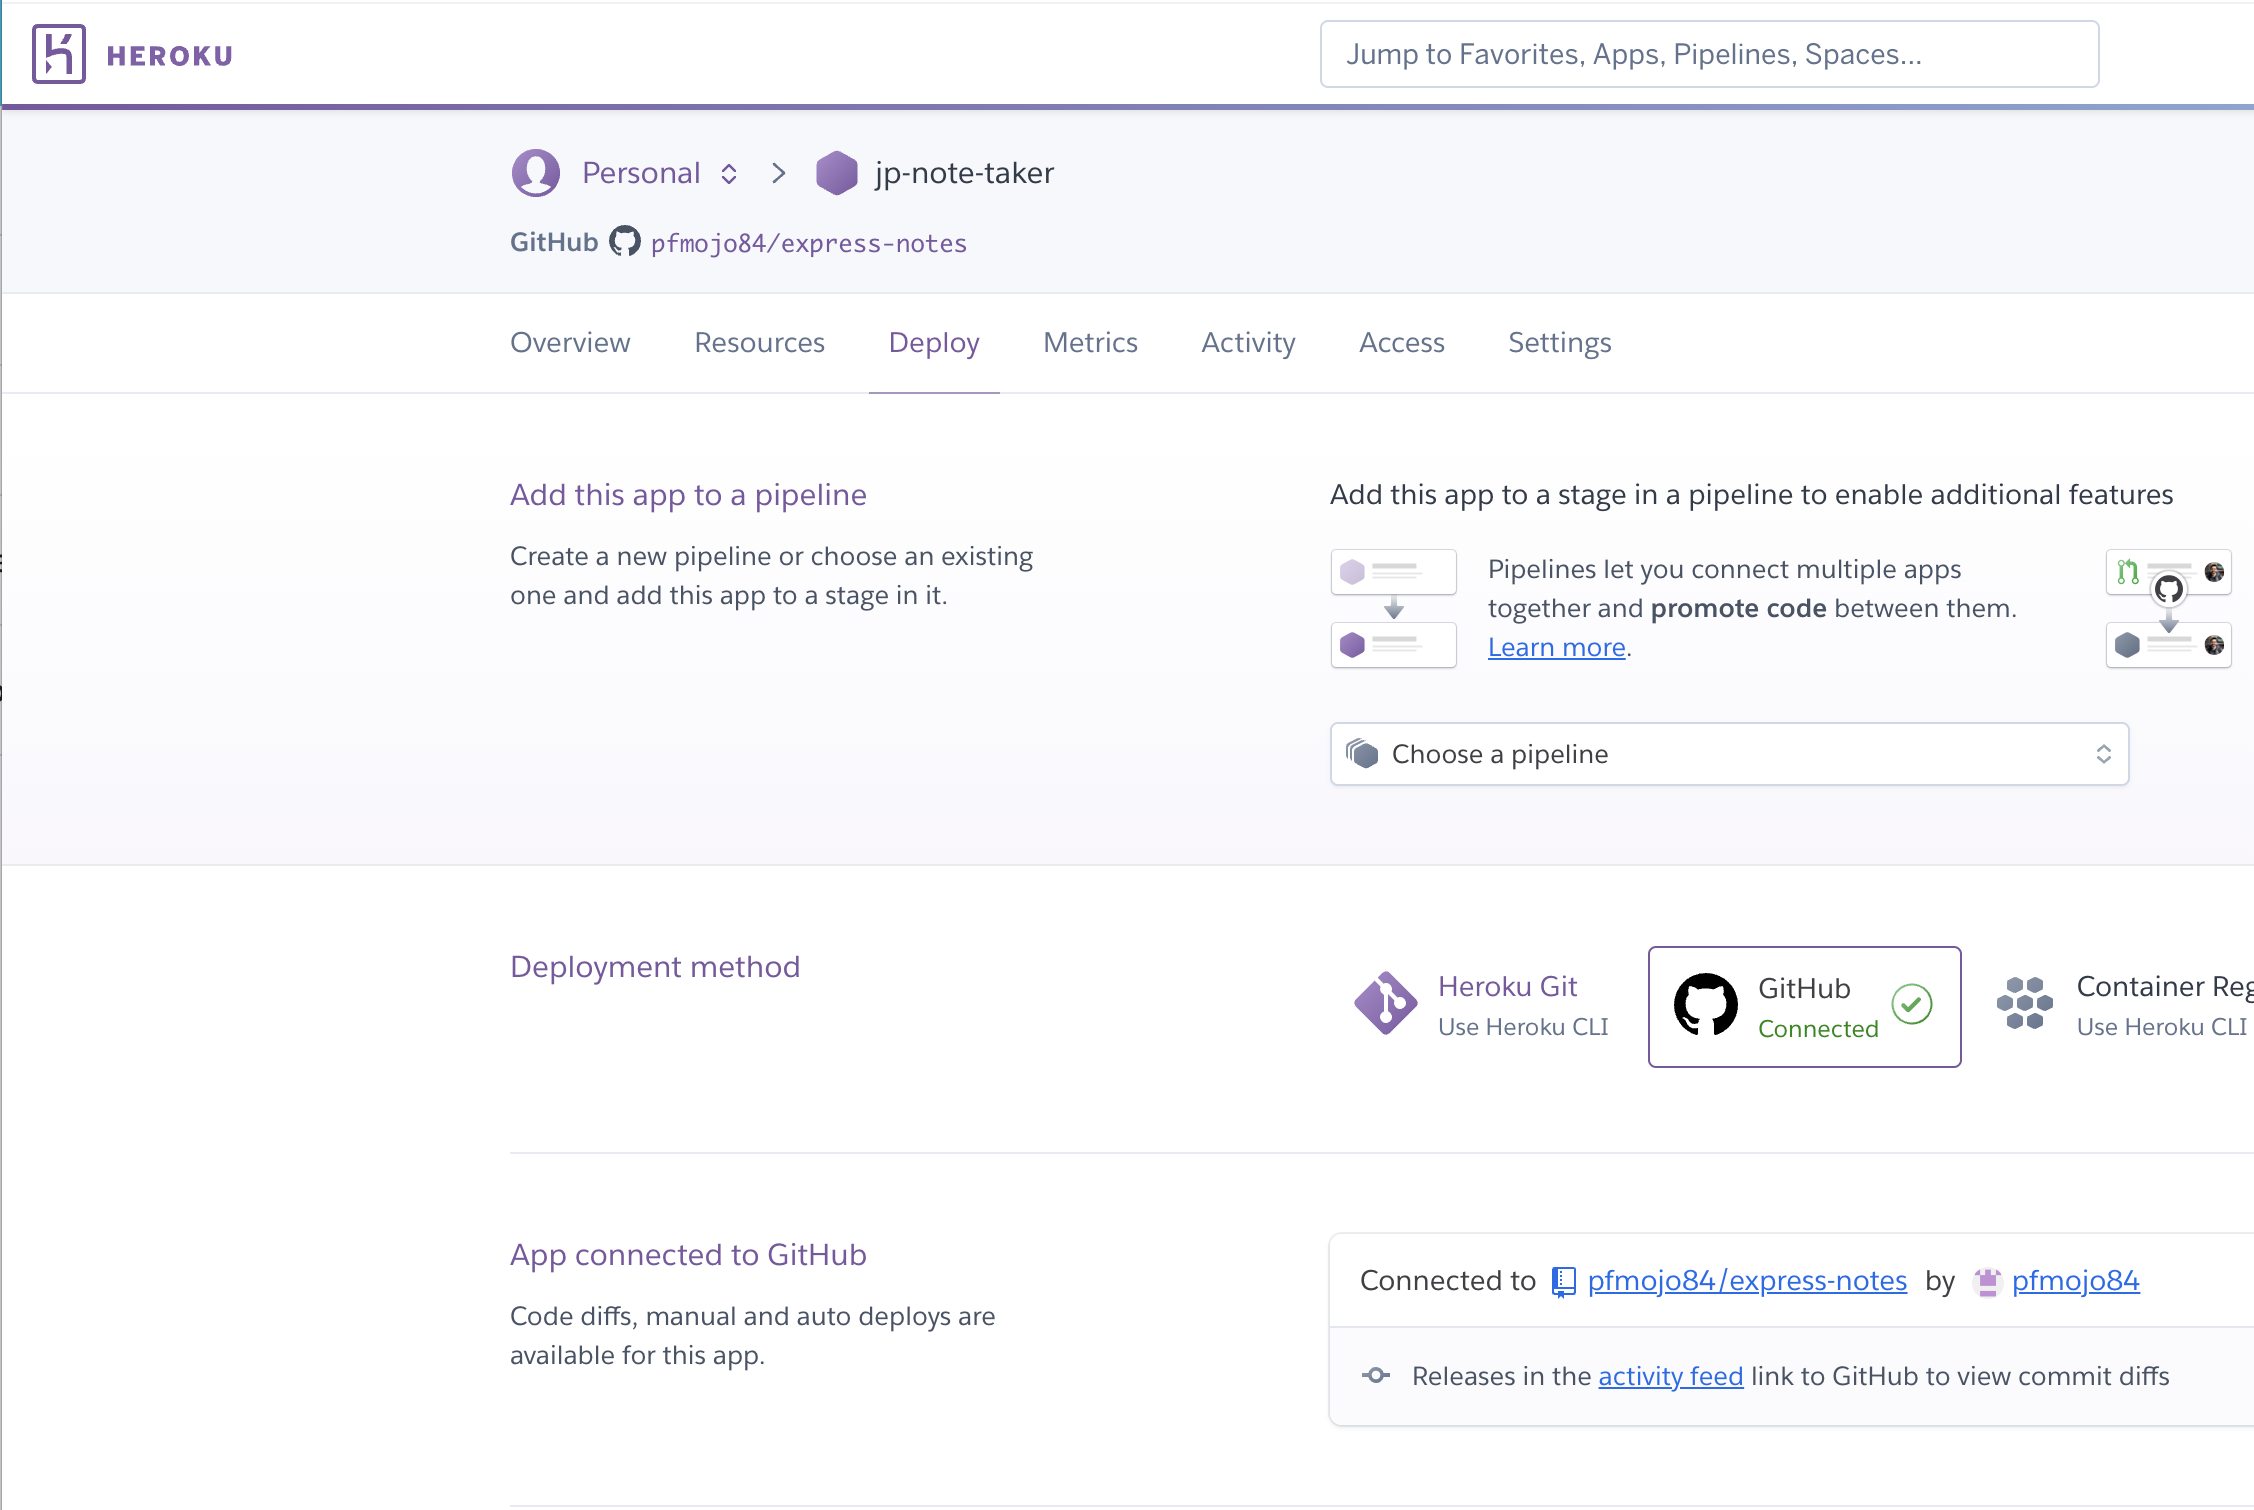 HEROKU
Jump to Favorites, Apps, Pipelines, Spaces...
Personal
jp-note-taker
GitHub pfmojo84/express-notes
Overview Resources Deploy Metrics Activity Access Settings
Add this app to a pipeline
Create a new pipeline or choose an existing
one and add this app to a stage in it.
Add this app to a stage in a pipeline to enable additional features
Pipelines let you connect multiple apps
together and promote code between them.
Learn more.
Choose a pipeline
Deployment method
Heroku Git
Use Heroku CLI
GitHub
Connected
Container Reg
Use Heroku CLI
App connected to GitHub
Code diffs, manual and auto deploys are
available for this app.
Connected to pfmojo84/express-notes by pfmojo84
Releases in the activity feed link to GitHub to view commit diffs